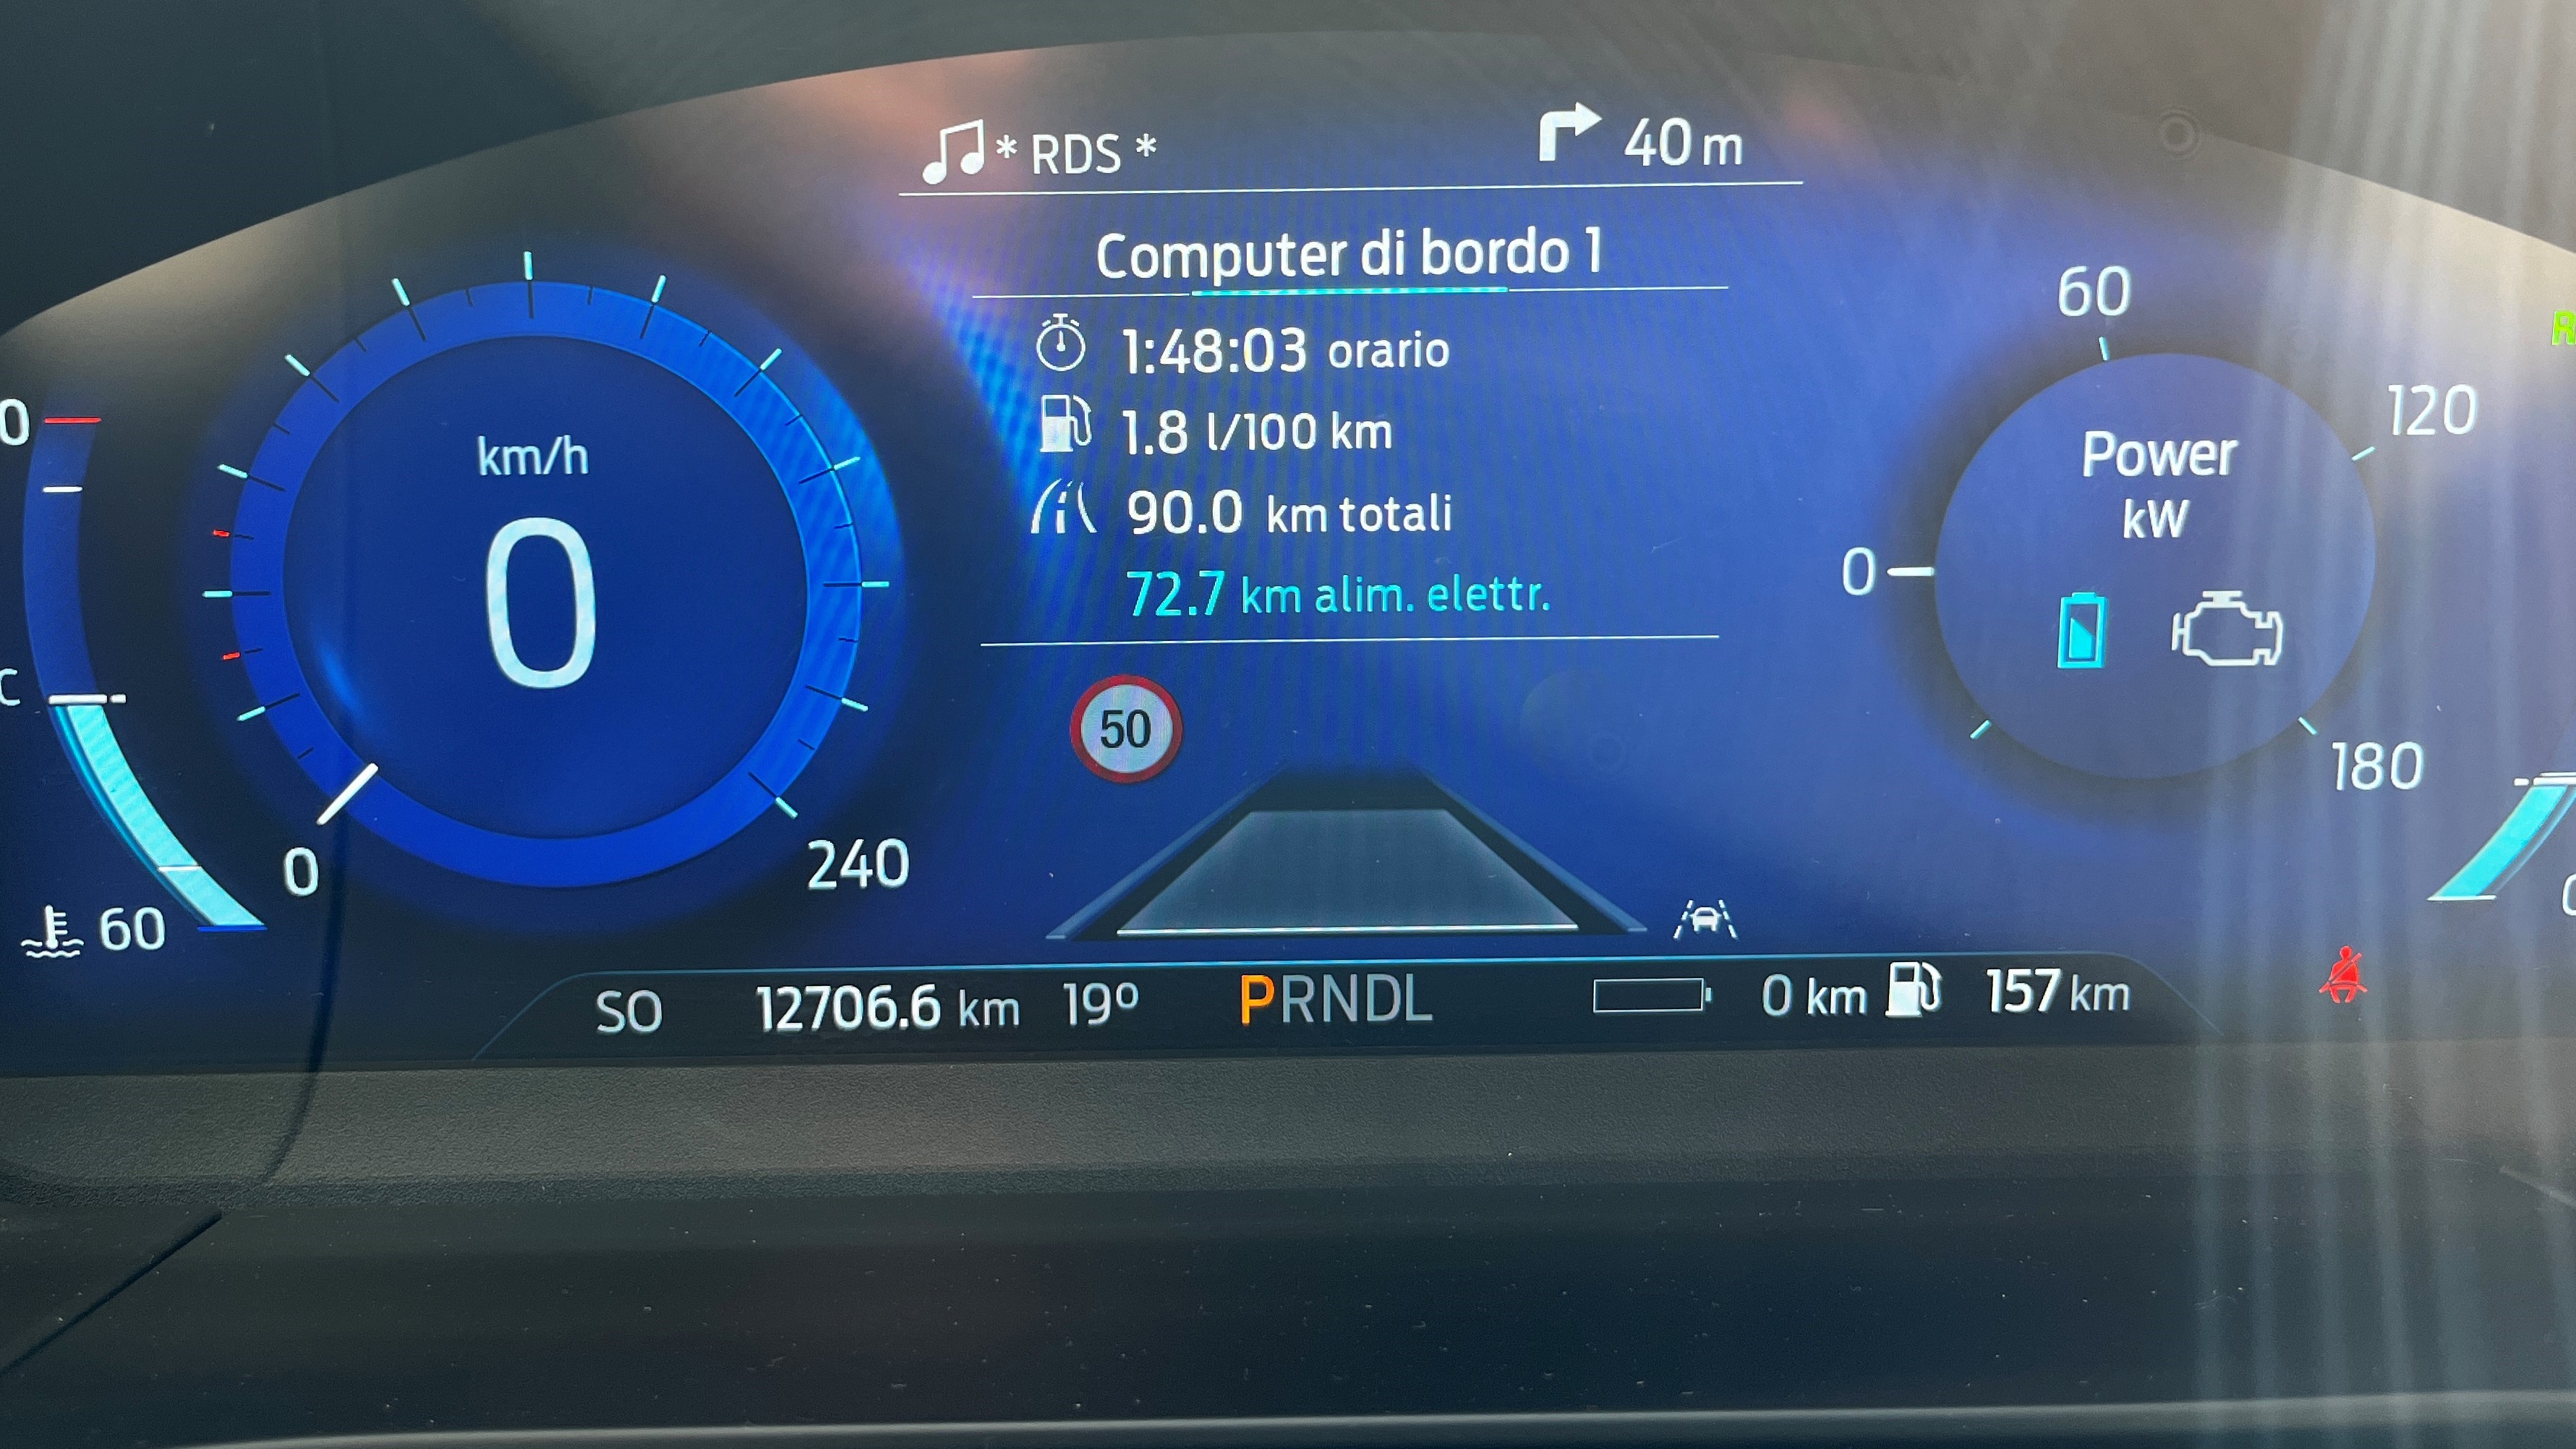 * RDS *
40 m
Computer di bordo 1
1:48:03 orario
1.8 l/100 km
90.0 km totali
72.7 km alim. elettr.
km/h
0
0
240
0
C
60
60
120
180
0
Power
kW
50
SO 12706.6 km 19º PRNDL 0 km 157 km